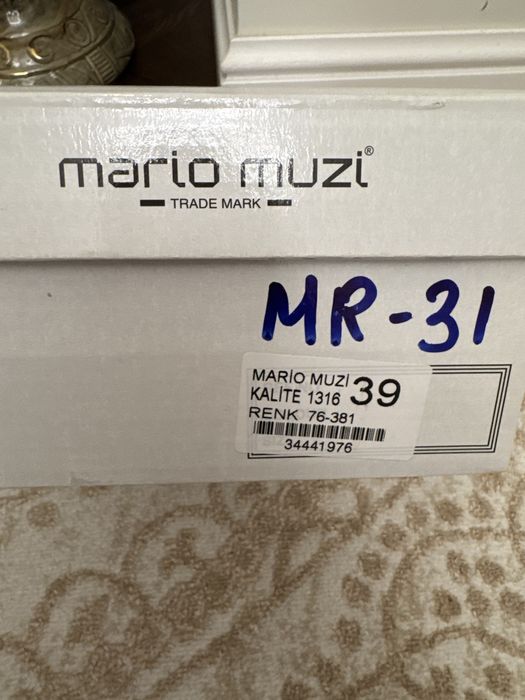 mario muzi®
TRADE MARK
MR-31
MARİO MUZİ 39
KALİTE 1316
RENK 76-381
34441976